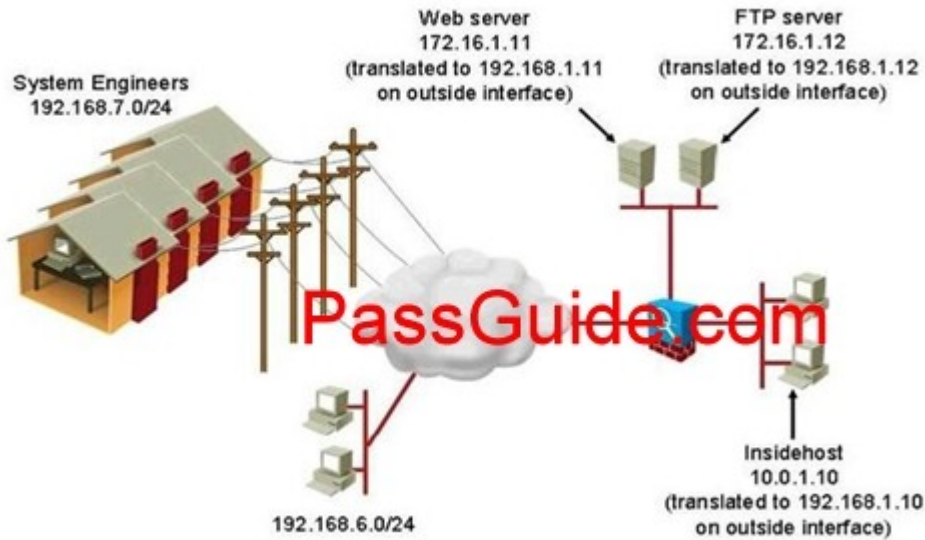 Web server
172.16.1.11
(translated to 192.168.1.11
on outside interface)
FTP server
172.16.1.12
(translated to 192.168.1.12
on outside interface)
System Engineers
192.168.7.0/24
PassGuide.com
192.168.6.0/24
Insidehost
10.0.1.10
(translated to 192.168.1.10
on outside interface)